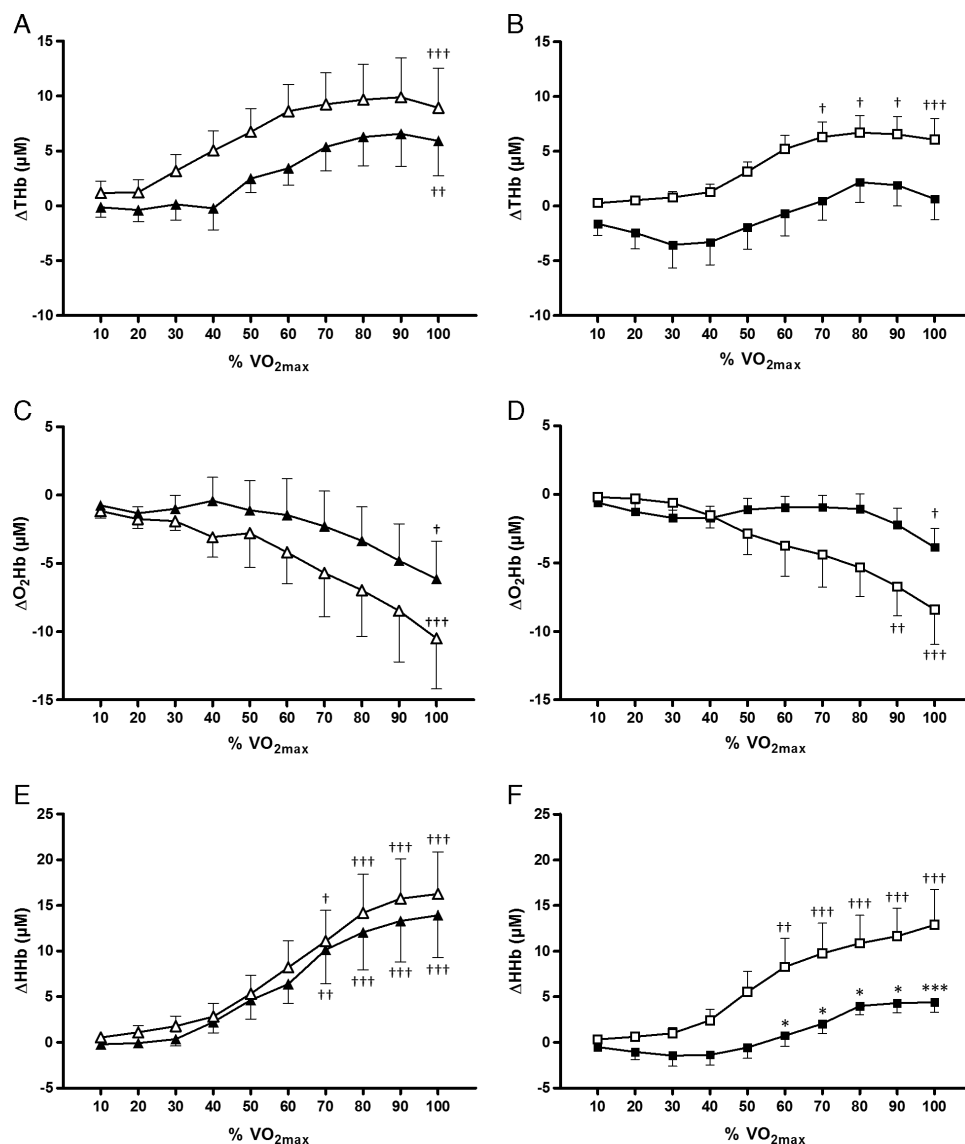 A
15
10
5
0
-5
-10
ΔTHb (μM)
†††
††
10 20 30 40 50 60 70 80 90 100
% VO2max
B
15
10
5
0
-5
-10
ΔTHb (μM)
† † † †††
10 20 30 40 50 60 70 80 90 100
% VO2max
C
5
0
-5
-10
-15
ΔO2Hb (μM)
†
†††
10 20 30 40 50 60 70 80 90 100
% VO2max
D
5
0
-5
-10
-15
ΔO2Hb (μM)
†
††
†††
10 20 30 40 50 60 70 80 90 100
% VO2max
E
25
20
15
10
5
0
-5
ΔHHb (μM)
† ††† ††† †††
†† ††† ††† †††
10 20 30 40 50 60 70 80 90 100
% VO2max
F
25
20
15
10
5
0
-5
ΔHHb (μM)
†† ††† ††† ††† †††
* * * * ***
10 20 30 40 50 60 70 80 90 100
% VO2max